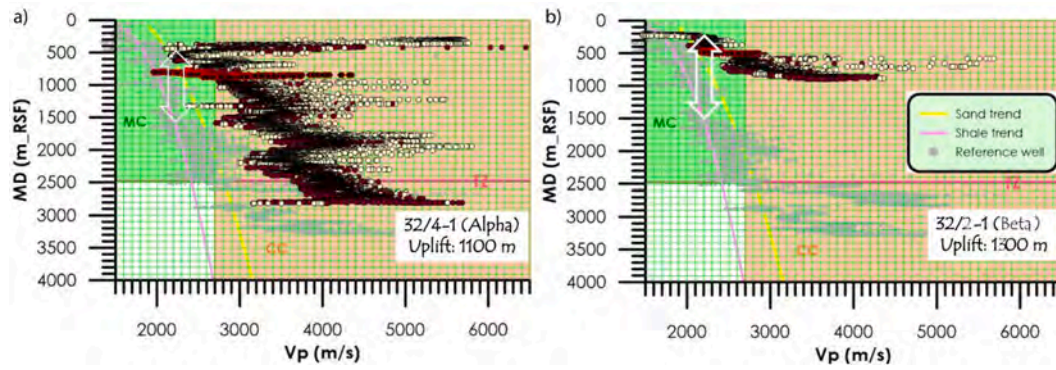 a)
b)
0
500
1000
1500
2000
2500
3000
3500
4000
MD (m_RSF)
MC
TZ
CC
32/4-1 (Alpha)
Uplift: 1100 m
2000 3000 4000 5000 6000
Vp (m/s)
0
500
1000
1500
2000
2500
3000
3500
4000
MD (m_RSF)
MC
Sand trend
Shale trend
Reference well
TZ
CC
32/2-1 (Beta)
Uplift: 1300 m
2000 3000 4000 5000 6000
Vp (m/s)